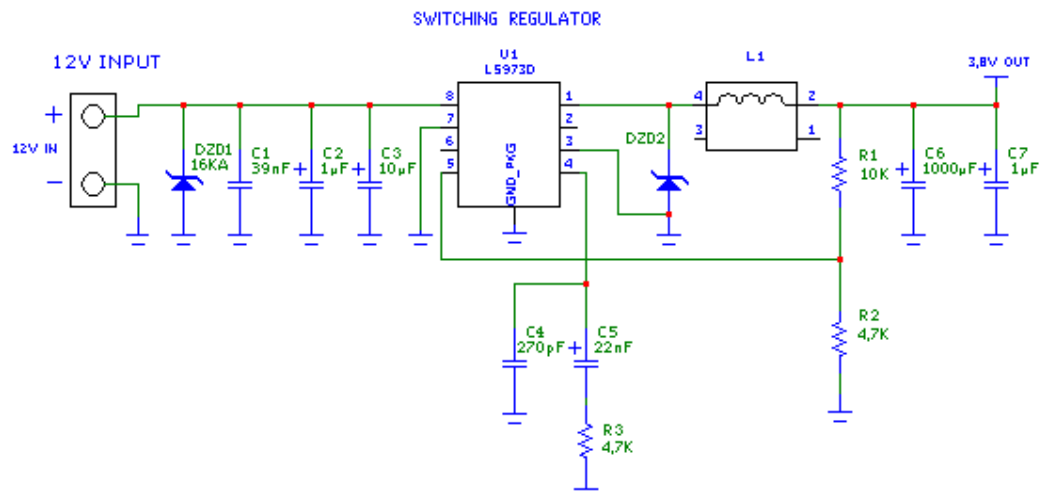 SWITCHING REGULATOR
12V INPUT
+
12V IN
−
DZD1
16KA
C1
39nF
+
C2
1µF
+
C3
10µF
U1
L5973D
8
7
6
5
1
2
3
4
GND_PKG
DZD2
L1
4
3
2
1
3,8V OUT
R1
10K
+
C6
1000µF
+
C7
1µF
R2
4,7K
C4
270pF
+
C5
22nF
R3
4,7K